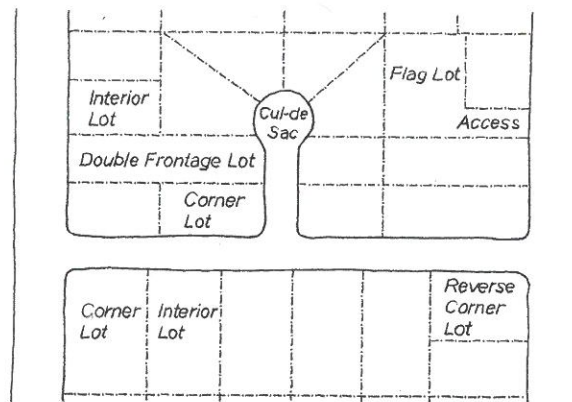 Flag Lot
Interior
Lot
Cul-de
Sac
Access
Double Frontage Lot
Corner
Lot
Corner
Lot
Interior
Lot
Reverse
Corner
Lot